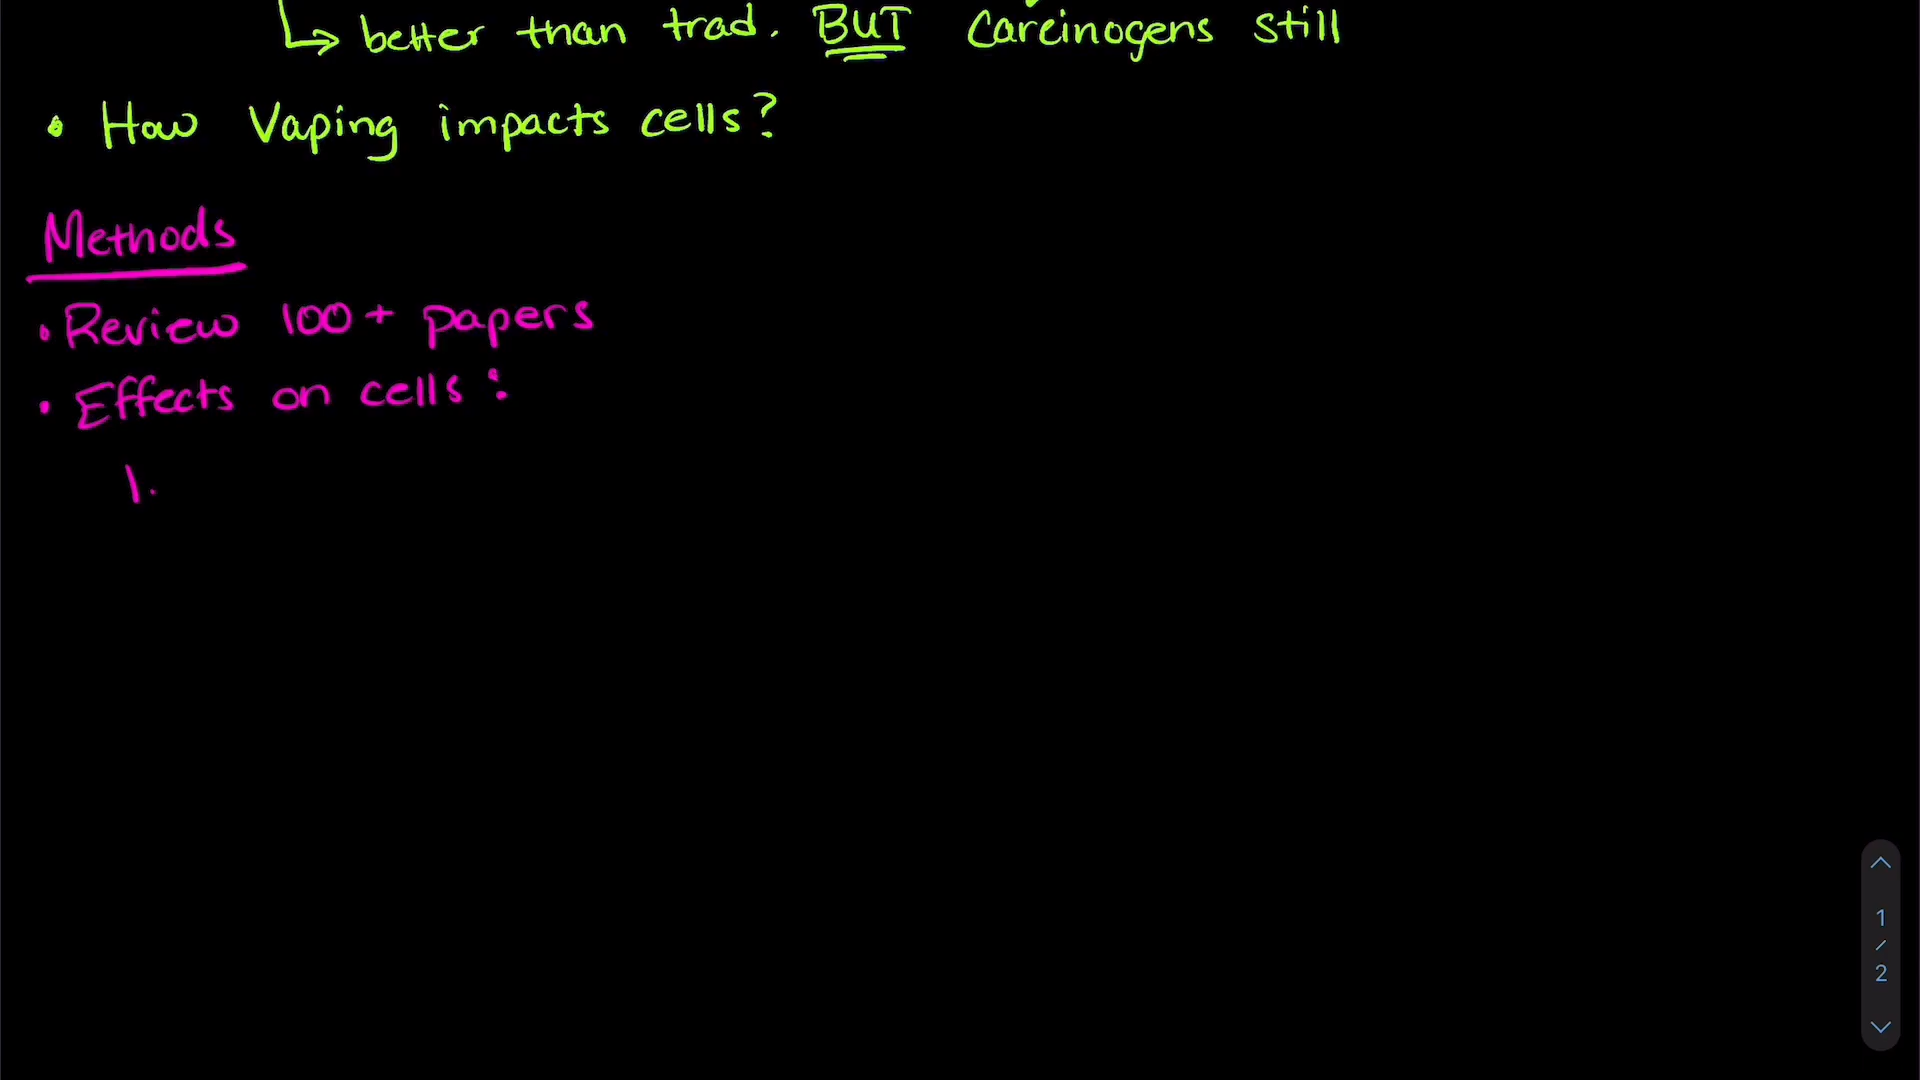 ↳ better than trad. BUT Carcinogens still
• How Vaping impacts cells?
Methods
• Review 100+ papers
• Effects on cells:
1.
1
/
2